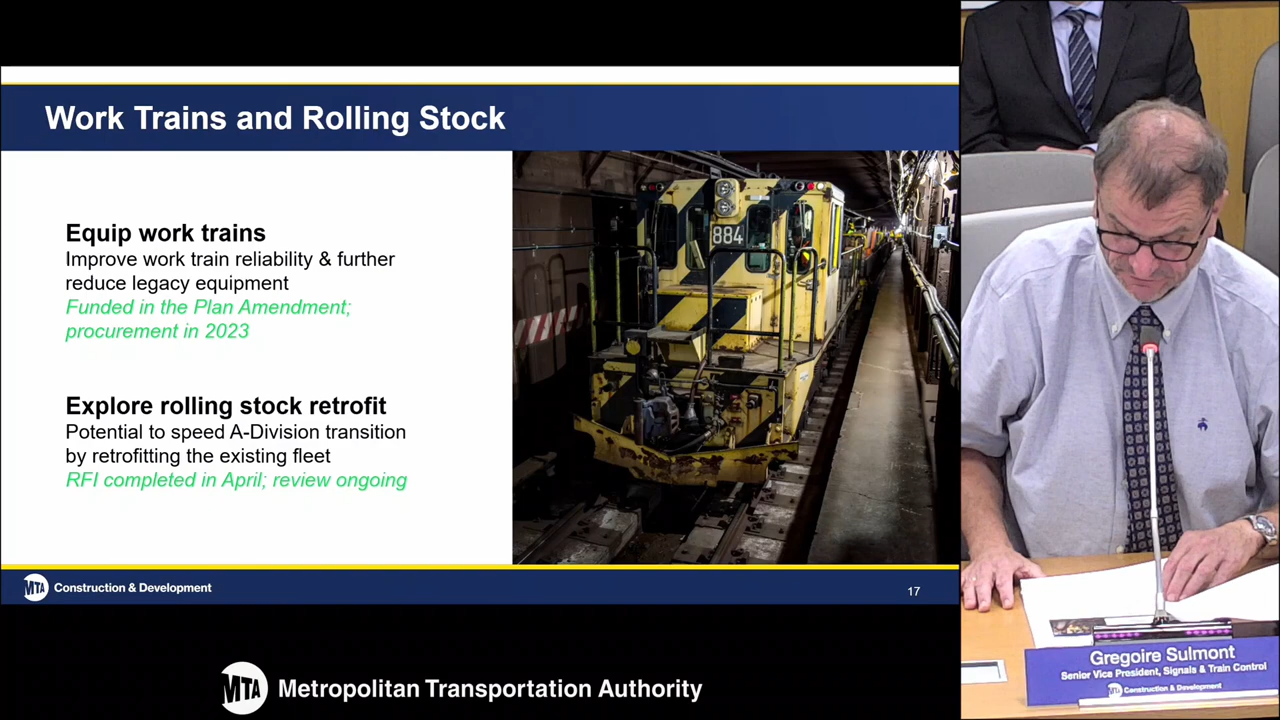 Work Trains and Rolling Stock
Equip work trains
Improve work train reliability & further
reduce legacy equipment
Funded in the Plan Amendment;
procurement in 2023
Explore rolling stock retrofit
Potential to speed A-Division transition
by retrofitting the existing fleet
RFI completed in April; review ongoing
884
MTA Construction & Development
17
MTA Metropolitan Transportation Authority
Gregoire Sulmont
Senior Vice President, Signals & Train Control
MTA Construction & Development